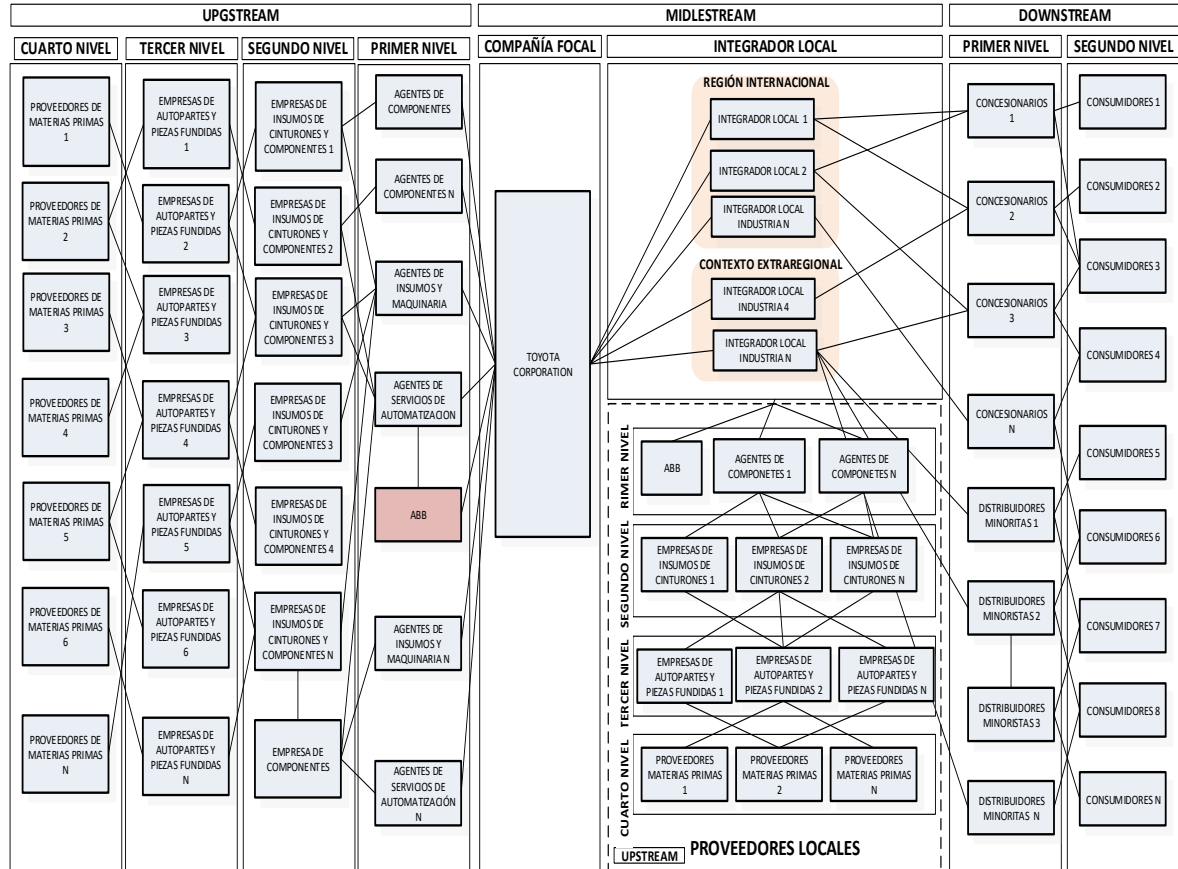 UPGSTREAM
MIDLESTREAM
DOWNSTREAM
CUARTO NIVEL
TERCER NIVEL
SEGUNDO NIVEL
PRIMER NIVEL
COMPAÑÍA FOCAL
INTEGRADOR LOCAL
PRIMER NIVEL
SEGUNDO NIVEL
PROVEEDORES DE
MATERIAS PRIMAS
1
PROVEEDORES DE
MATERIAS PRIMAS
2
PROVEEDORES DE
MATERIAS PRIMAS
3
PROVEEDORES DE
MATERIAS PRIMAS
4
PROVEEDORES DE
MATERIAS PRIMAS
5
PROVEEDORES DE
MATERIAS PRIMAS
6
PROVEEDORES DE
MATERIAS PRIMAS
N
EMPRESAS DE
AUTOPARTES Y
PIEZAS FUNDIDAS
1
EMPRESAS DE
AUTOPARTES Y
PIEZAS FUNDIDAS
2
EMPRESAS DE
AUTOPARTES Y
PIEZAS FUNDIDAS
3
EMPRESAS DE
AUTOPARTES Y
PIEZAS FUNDIDAS
4
EMPRESAS DE
AUTOPARTES Y
PIEZAS FUNDIDAS
5
EMPRESAS DE
AUTOPARTES Y
PIEZAS FUNDIDAS
6
EMPRESAS DE
AUTOPARTES Y
PIEZAS FUNDIDAS
N
EMPRESAS DE
INSUMOS DE
CINTURONES Y
COMPONENTES 1
EMPRESAS DE
INSUMOS DE
CINTURONES Y
COMPONENTES 2
EMPRESAS DE
INSUMOS DE
CINTURONES Y
COMPONENTES 3
EMPRESAS DE
INSUMOS DE
CINTURONES Y
COMPONENTES 3
EMPRESAS DE
INSUMOS DE
CINTURONES Y
COMPONENTES 4
EMPRESAS DE
INSUMOS DE
CINTURONES Y
COMPONENTES N
EMPRESA DE
COMPONENTES
AGENTES DE
COMPONENTES
AGENTES DE
COMPONENTES N
AGENTES DE
INSUMOS Y
MAQUINARIA
AGENTES DE
SERVICIOS DE
AUTOMATIZACION
ABB
AGENTES DE
INSUMOS Y
MAQUINARIA N
AGENTES DE
SERVICIOS DE
AUTOMATIZACIÓN
N
TOYOTA
CORPORATION
REGIÓN INTERNACIONAL
INTEGRADOR LOCAL 1
INTEGRADOR LOCAL 2
INTEGRADOR LOCAL
INDUSTRIA N
CONTEXTO EXTRAREGIONAL
INTEGRADOR LOCAL
INDUSTRIA 4
INTEGRADOR LOCAL
INDUSTRIA N
RIMER NIVEL
ABB
AGENTES DE
COMPONETES 1
AGENTES DE
COMPONETES N
SEGUNDO NIVEL
EMPRESAS DE
INSUMOS DE
CINTURONES 1
EMPRESAS DE
INSUMOS DE
CINTURONES 2
EMPRESAS DE
INSUMOS DE
CINTURONES N
TERCER NIVEL
EMPRESAS DE
AUTOPARTES Y
PIEZAS FUNDIDAS 1
EMPRESAS DE
AUTOPARTES Y
PIEZAS FUNDIDAS 2
EMPRESAS DE
AUTOPARTES Y
PIEZAS FUNDIDAS N
CUARTO NIVEL
PROVEEDORES
MATERIAS PRIMAS
1
PROVEEDORES
MATERIAS PRIMAS 2
PROVEEDORES
MATERIAS PRIMAS
N
UPSTREAM
PROVEEDORES LOCALES
CONCESIONARIOS
1
CONCESIONARIOS
2
CONCESIONARIOS
3
CONCESIONARIOS
N
DISTRIBUIDORES
MINORITAS 1
DISTRIBUIDORES
MINORISTAS 2
DISTRIBUIDORES
MINORISTAS 3
DISTRIBUIDORES
MINORITAS N
CONSUMIDORES 1
CONSUMIDORES 2
CONSUMIDORES 3
CONSUMIDORES 4
CONSUMIDORES 5
CONSUMIDORES 6
CONSUMIDORES 7
CONSUMIDORES 8
CONSUMIDORES N